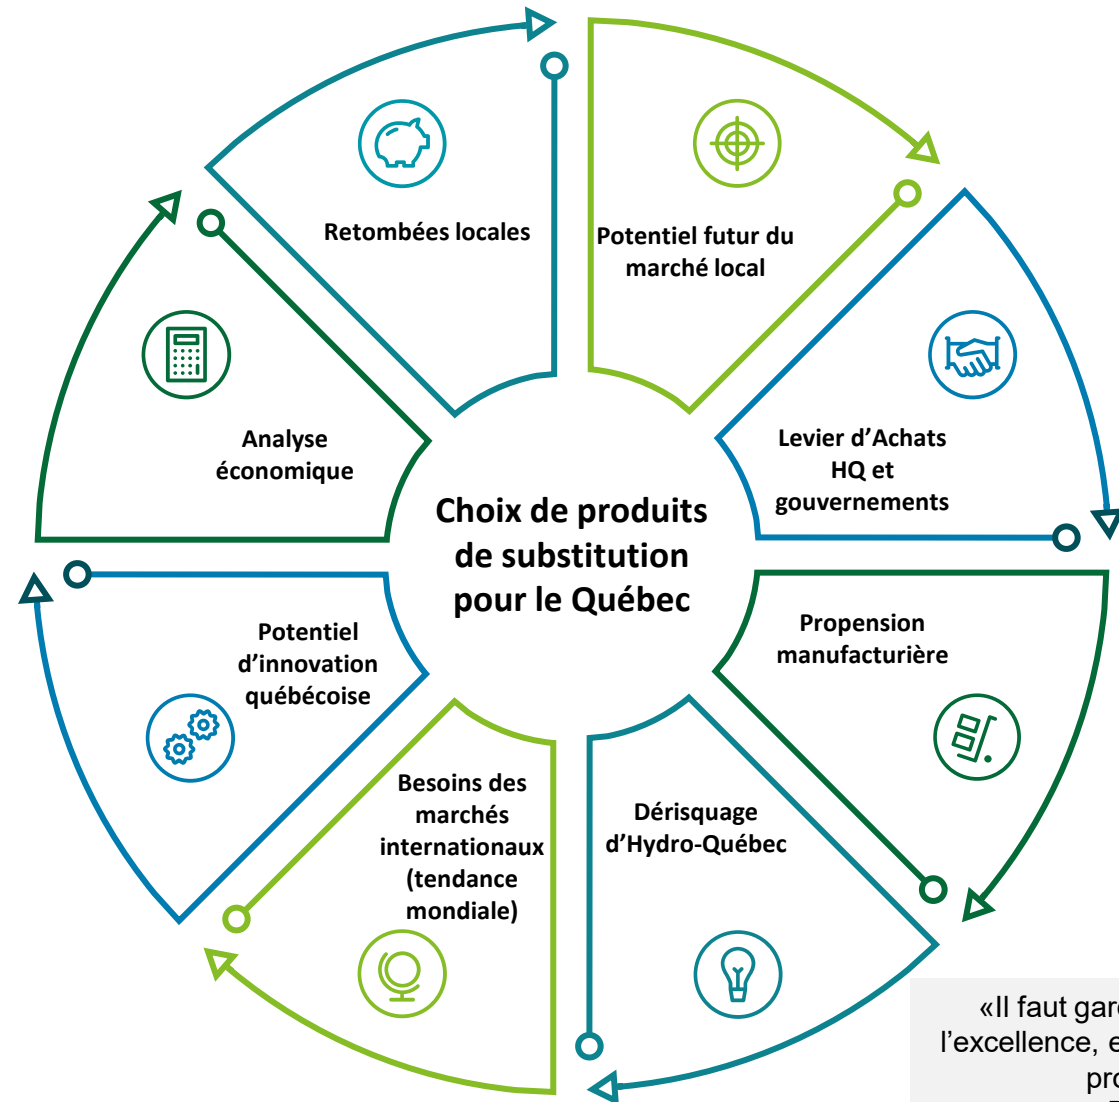 Retombées locales
Potentiel futur du
marché local
Levier d’Achats
HQ et
gouvernements
Propension
manufacturière
Dérisquage
d’Hydro-Québec
Besoins des
marchés
internationaux
(tendance
mondiale)
Potentiel
d’innovation
québécoise
Analyse
économique
Choix de produits
de substitution
pour le Québec
«Il faut
l’excellence,